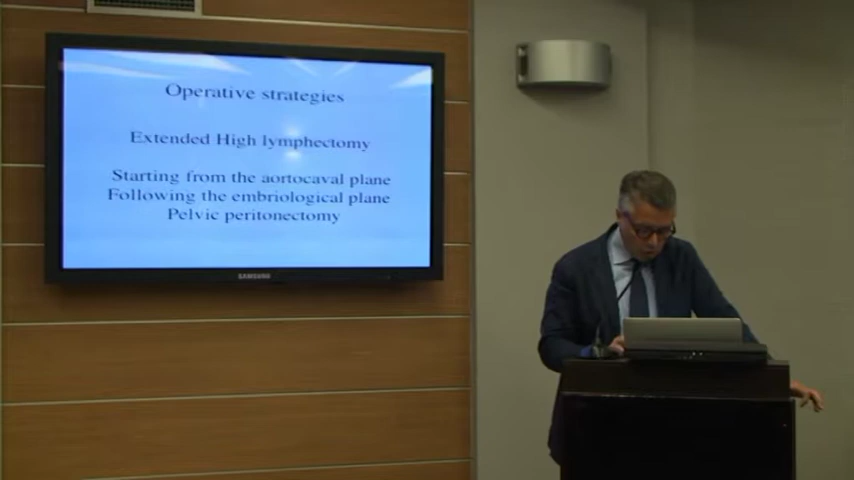 Operative strategies
Extended High lymphectomy
Starting from the aortocaval plane
Following the embriological plane
Pelvic peritonectomy
SAMSUNG